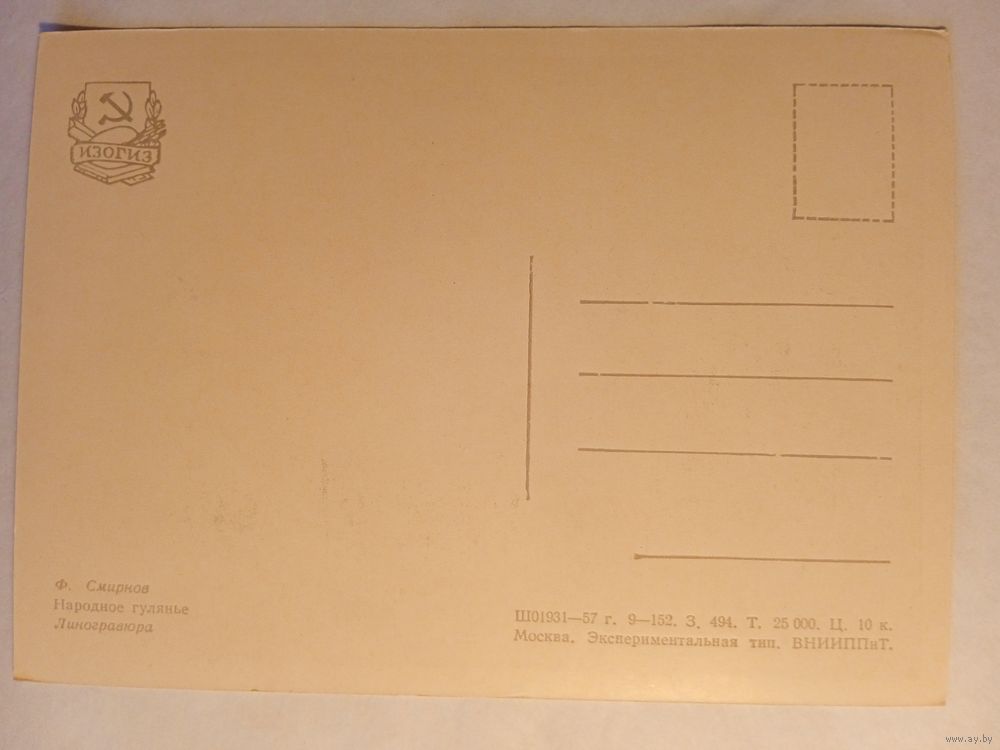 ИЗОГИЗ
Ф. Смирнов
Народное гулянье
Линогравюра
Ш01931—57 г. 9—152. З. 494. Т. 25 000. Ц. 10 к.
Москва. Экспериментальная тип. ВНИИППиТ.
www.ay.by